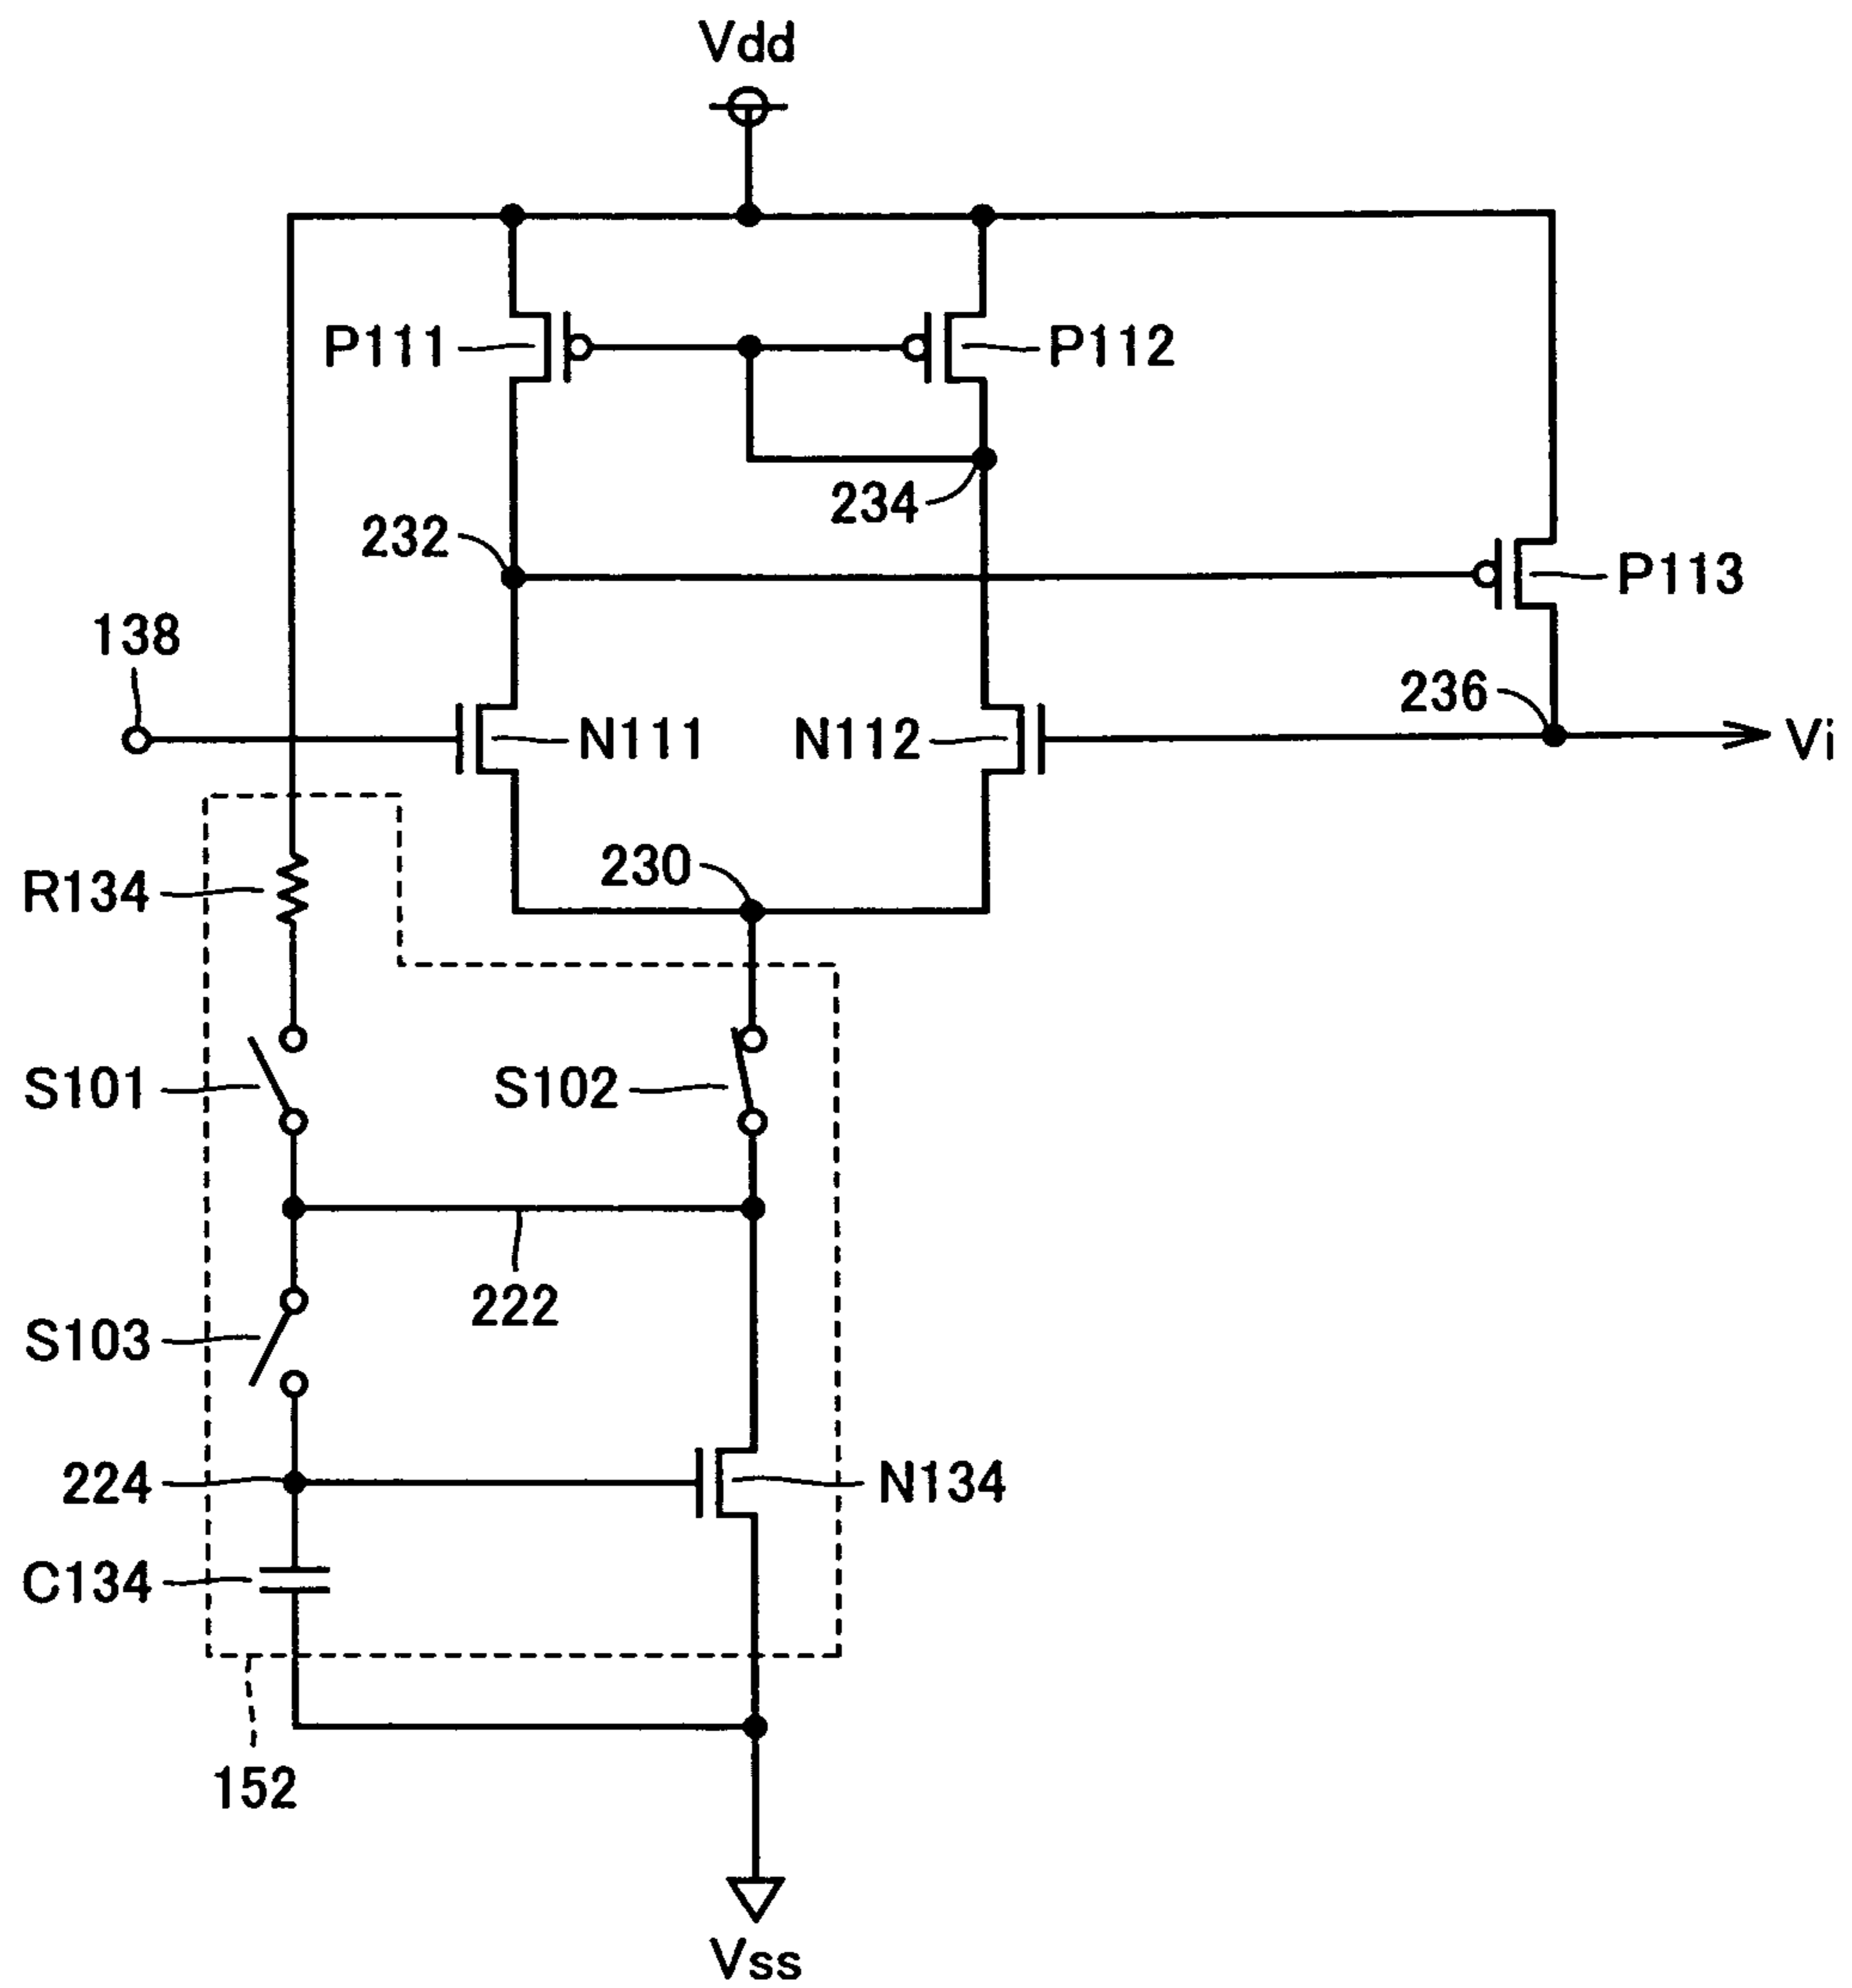 Vdd
P111
P112
234
232
P113
138
236
N111
N112
Vi
230
R134
S101
S102
222
S103
224
N134
C134
152
Vss